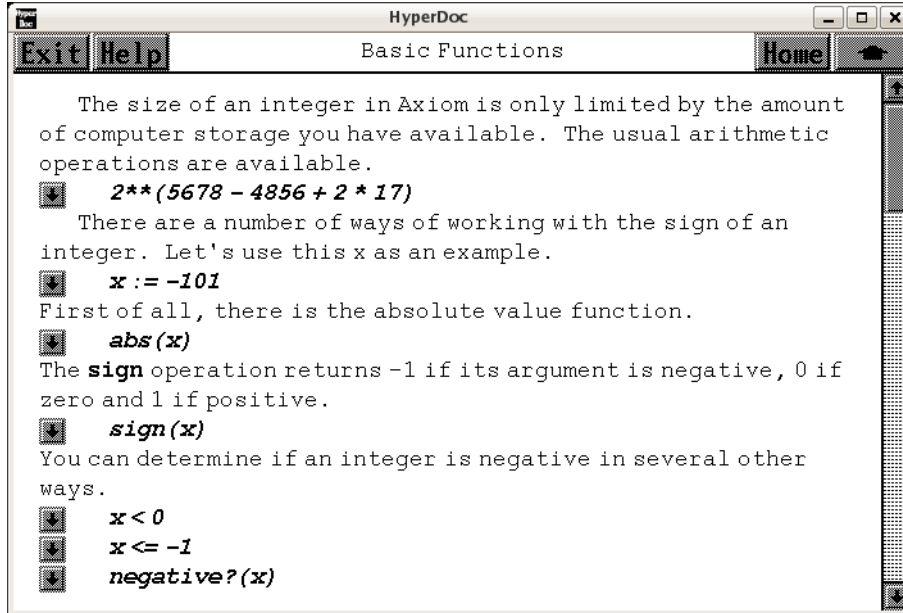 Hyper Doc
HyperDoc
Exit Help Basic Functions Home
The size of an integer in Axiom is only limited by the amount
of computer storage you have available. The usual arithmetic
operations are available.
2**(5678 - 4856 + 2 * 17)
There are a number of ways of working with the sign of an
integer. Let's use this x as an example.
x := -101
First of all, there is the absolute value function.
abs(x)
The sign operation returns -1 if its argument is negative, 0 if
zero and 1 if positive.
sign(x)
You can determine if an integer is negative in several other
ways.
x < 0
x <= -1
negative?(x)